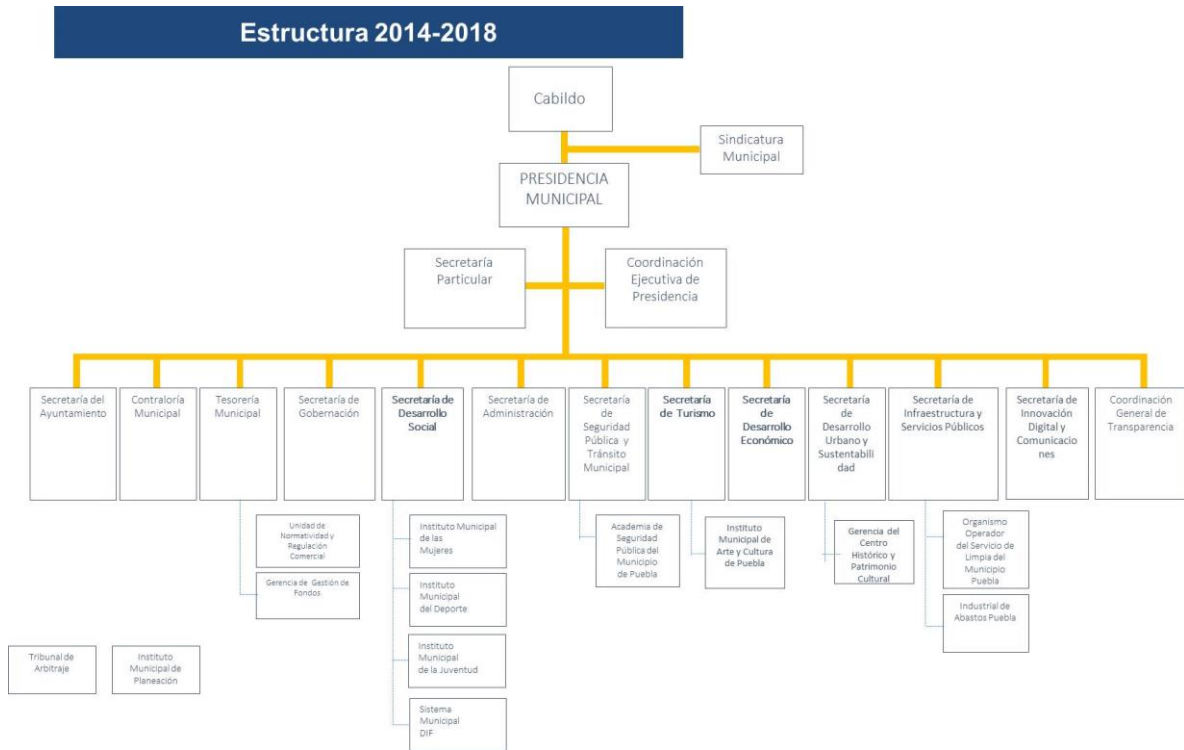 Estructura 2014-2018
Cabildo
Sindicatura
Municipal
PRESIDENCIA
MUNICIPAL
Secretaría
Particular
Coordinación
Ejecutiva de
Presidencia
Secretaría del
Ayuntamiento
Contraloría
Municipal
Tesorería
Municipal
Secretaría de
Gobernación
Secretaría de
Desarrollo
Social
Secretaría de
Administración
Secretaría
de
Seguridad
Pública y
Tránsito
Municipal
Secretaría
de Turismo
Secretaría
de
Desarrollo
Económico
Secretaría
de
Desarrollo
Urbano y
Sustentabili
dad
Secretaría de
Infraestructura y
Servicios Públicos
Secretaría de
Innovación
Digital y
Comunicacio
nes
Coordinación
General de
Transparencia
Unidad de
Normatividad y
Regulación
Comercial
Gerencia de Gestión de
Fondos
Instituto Municipal
de las
Mujeres
Instituto
Municipal
del Deporte
Instituto
Municipal
de la Juventud
Sistema
Municipal
DIF
Academia de
Seguridad
Pública del
Municipio
de Puebla
Instituto
Municipal de
Arte y Cultura
de Puebla
Gerencia del
Centro
Histórico y
Patrimonio
Cultural
Organismo
Operador
del Servicio de
Limpia del
Municipio
Puebla
Industrial de
Abastos Puebla
Tribunal de
Arbitraje
Instituto
Municipal de
Planeación